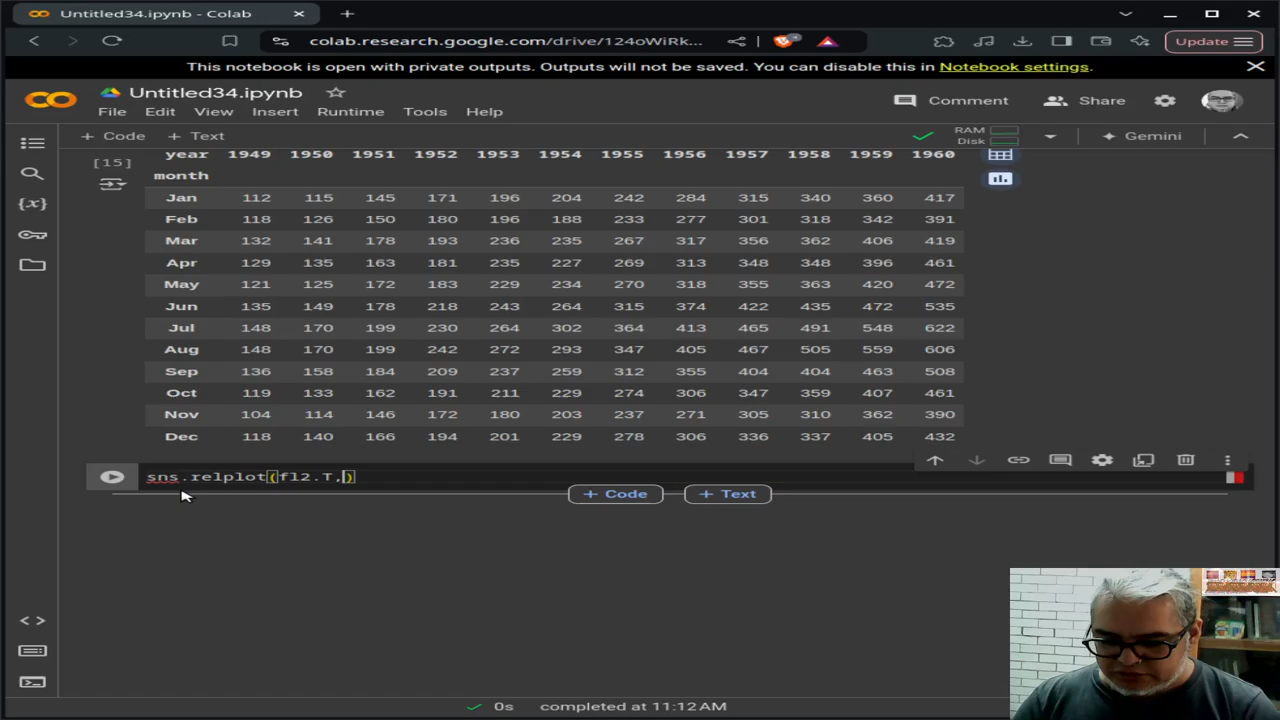 Untitled34.ipynb - Colab
colab.research.google.com/drive/124oWiRk...
Update
This notebook is open with private outputs. Outputs will not be saved. You can disable this in Notebook settings.
Untitled34.ipynb
Comment
Share
File Edit View Insert Runtime Tools Help
+ Code + Text
RAM
Disk
Gemini
[15]
year 1949 1950 1951 1952 1953 1954 1955 1956 1957 1958 1959 1960
month
Jan 112 115 145 171 196 204 242 284 315 340 360 417
Feb 118 126 150 180 196 188 233 277 301 318 342 391
Mar 132 141 178 193 236 235 267 317 356 362 406 419
Apr 129 135 163 181 235 227 269 313 348 348 396 461
May 121 125 172 183 229 234 270 318 355 363 420 472
Jun 135 149 178 218 243 264 315 374 422 435 472 535
Jul 148 170 199 230 264 302 364 413 465 491 548 622
Aug 148 170 199 242 272 293 347 405 467 505 559 606
Sep 136 158 184 209 237 259 312 355 404 404 463 508
Oct 119 133 162 191 211 229 274 306 347 359 407 461
Nov 104 114 146 172 180 203 237 271 305 310 362 390
Dec 118 140 166 194 201 229 278 306 336 337 405 432
sns.relplot(fl2.T,)
+ Code + Text
0s completed at 11:12 AM